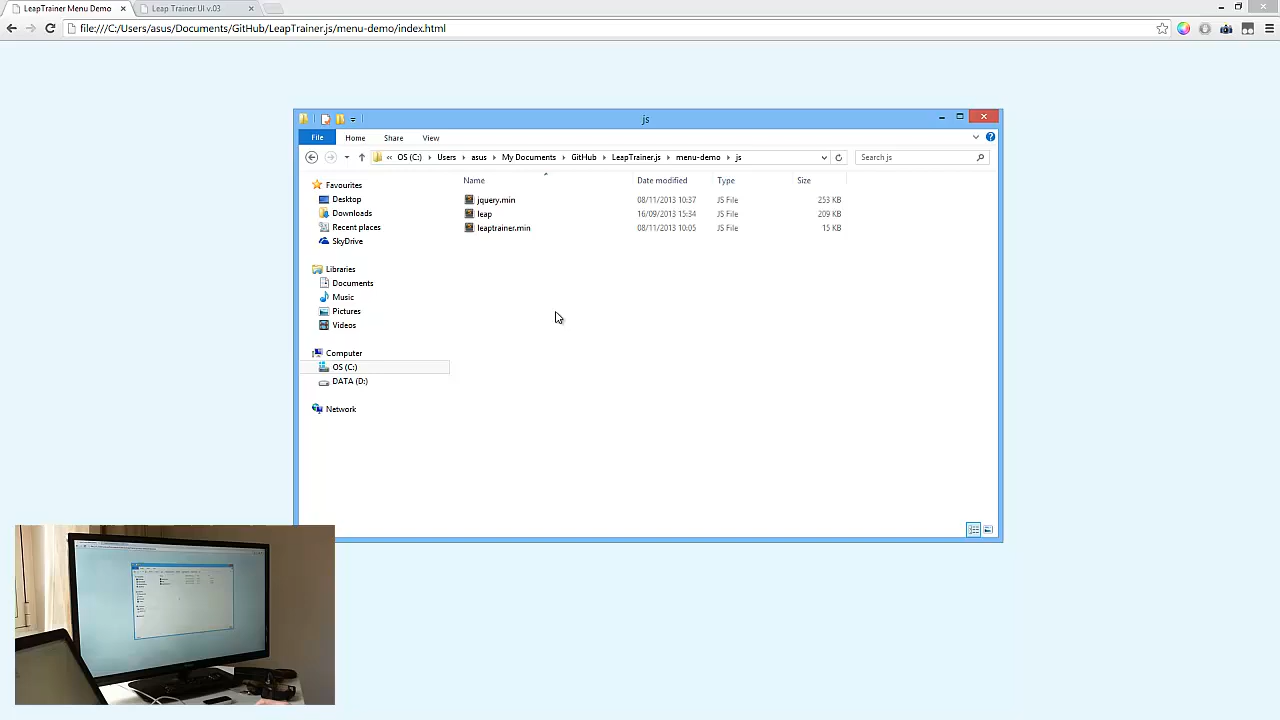 LeapTrainer Menu Demo
Leap Trainer UI v.03
file:///C:/Users/asus/Documents/GitHub/LeapTrainer.js/menu-demo/index.html
js
File Home Share View
OS (C:) Users asus My Documents GitHub LeapTrainer.js menu-demo js
Search js
Name Date modified Type Size
jquery.min 08/11/2013 10:37 JS File 253 KB
leap 16/09/2013 15:34 JS File 209 KB
leaptrainer.min 08/11/2013 10:05 JS File 15 KB
Favourites
Desktop
Downloads
Recent places
SkyDrive
Libraries
Documents
Music
Pictures
Videos
Computer
OS (C:)
DATA (D:)
Network